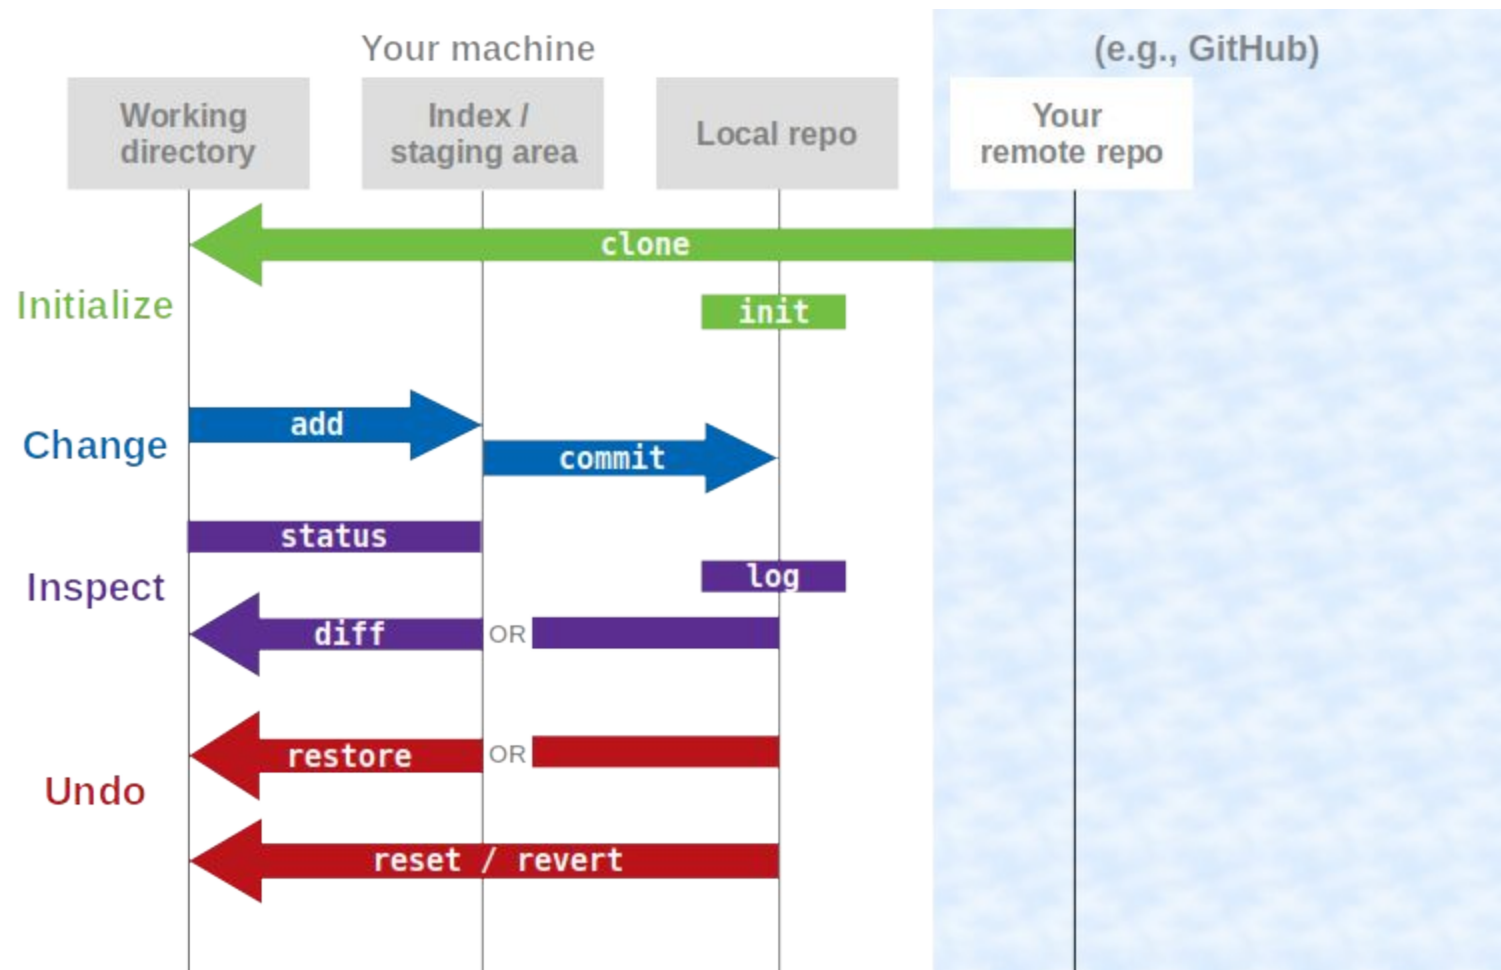 Your machine
(e.g., GitHub)
Working
directory
Index /
staging area
Local repo
Your
remote repo
clone
Initialize
init
add
Change
commit
status
Inspect
log
diff
OR
restore
OR
Undo
reset / revert